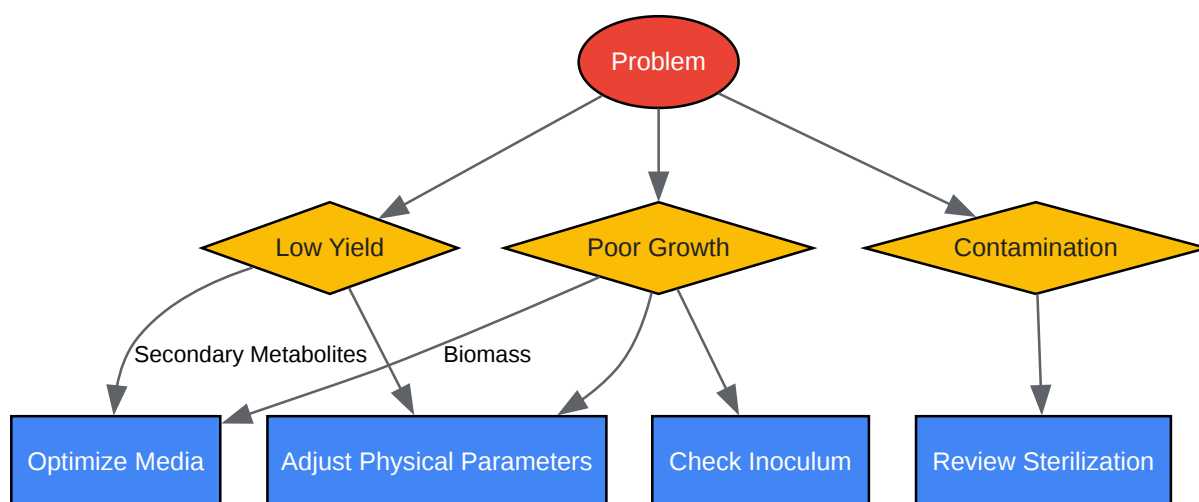 Problem
Low Yield
Poor Growth
Contamination
Secondary Metabolites
Biomass
Optimize Media
Adjust Physical Parameters
Check Inoculum
Review Sterilization